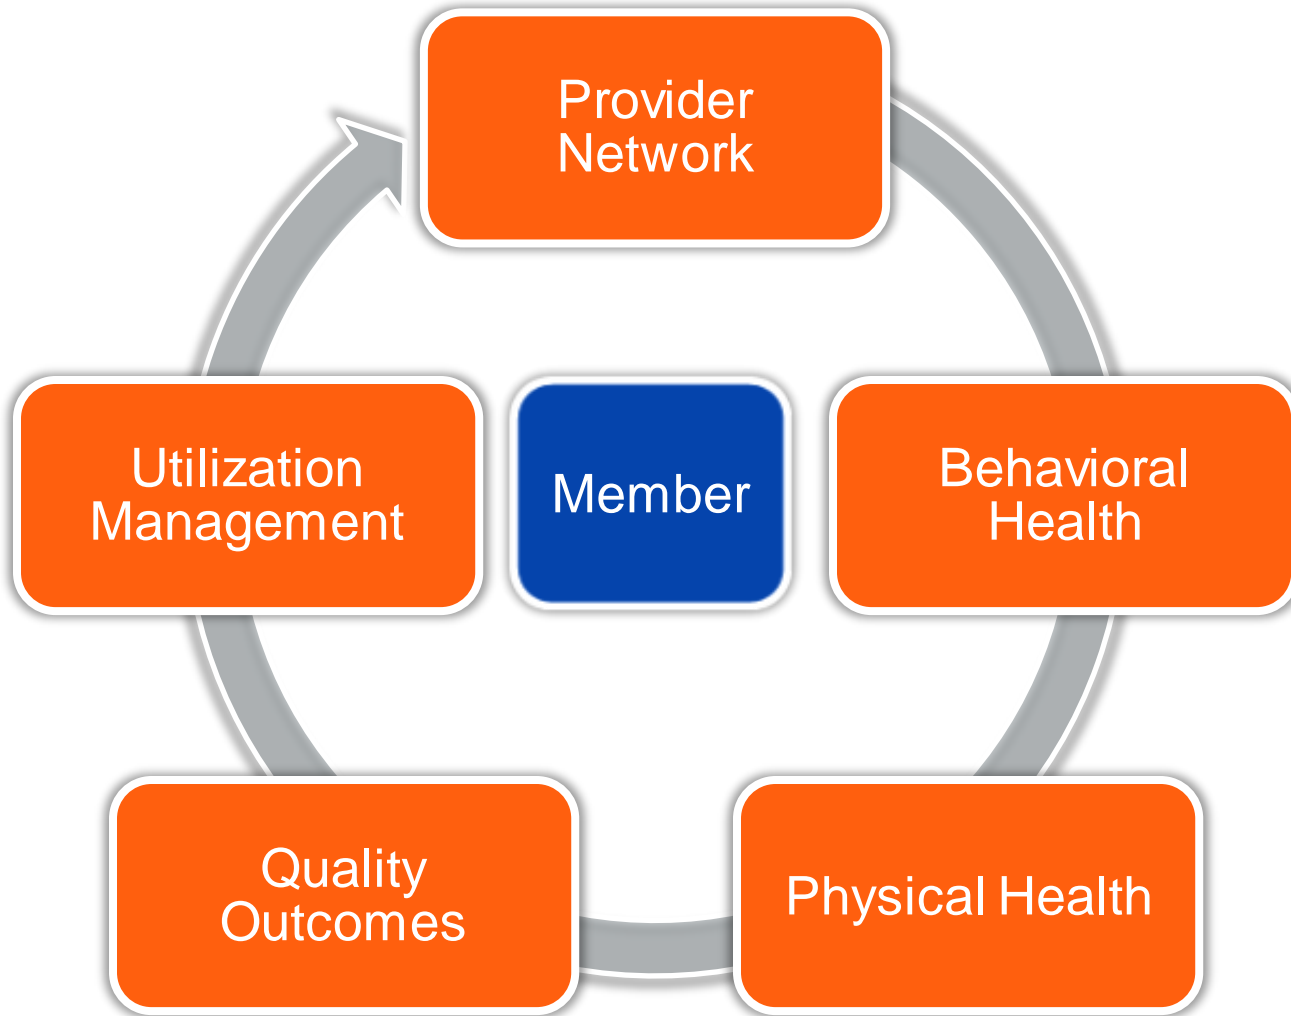 Provider
Network
Utilization
Management
Member
Behavioral
Health
Quality
Outcomes
Physical Health